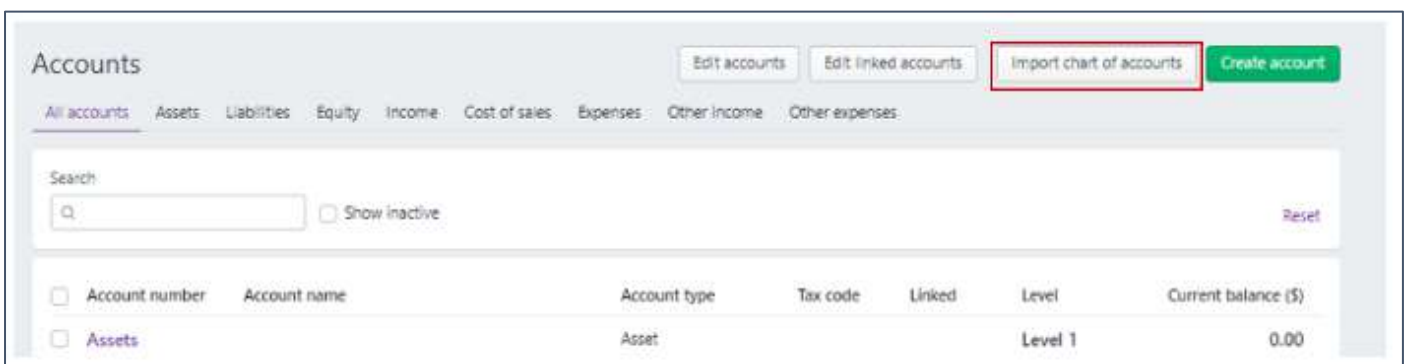 Accounts Edit accounts Edit linked accounts Import chart of accounts Create account
All accounts Assets Liabilities Equity Income Cost of sales Expenses Other income Other expenses
Search
Show inactive Reset
Account number Account name Account type Tax code Linked Level Current balance ($)
Assets Asset Level 1 0.00